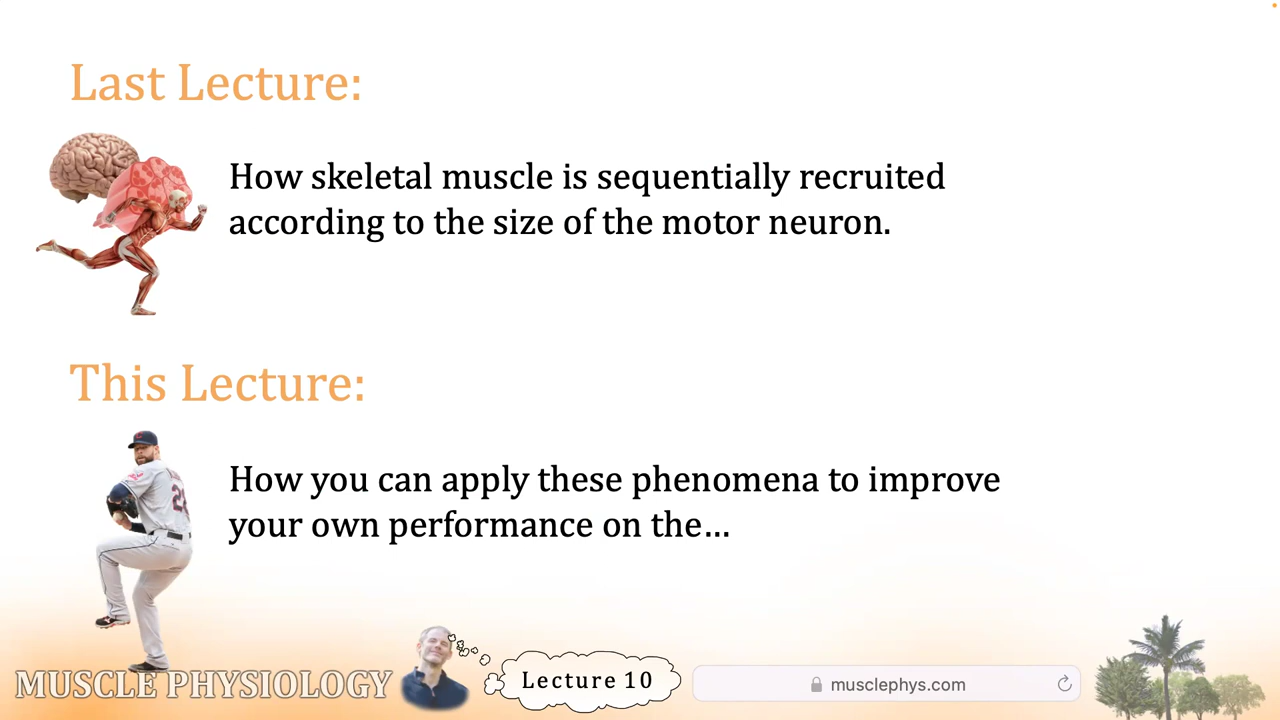 Last Lecture:
How skeletal muscle is sequentially recruited
according to the size of the motor neuron.
This Lecture:
How you can apply these phenomena to improve
your own performance on the…
MUSCLE PHYSIOLOGY
Lecture 10
musclephys.com